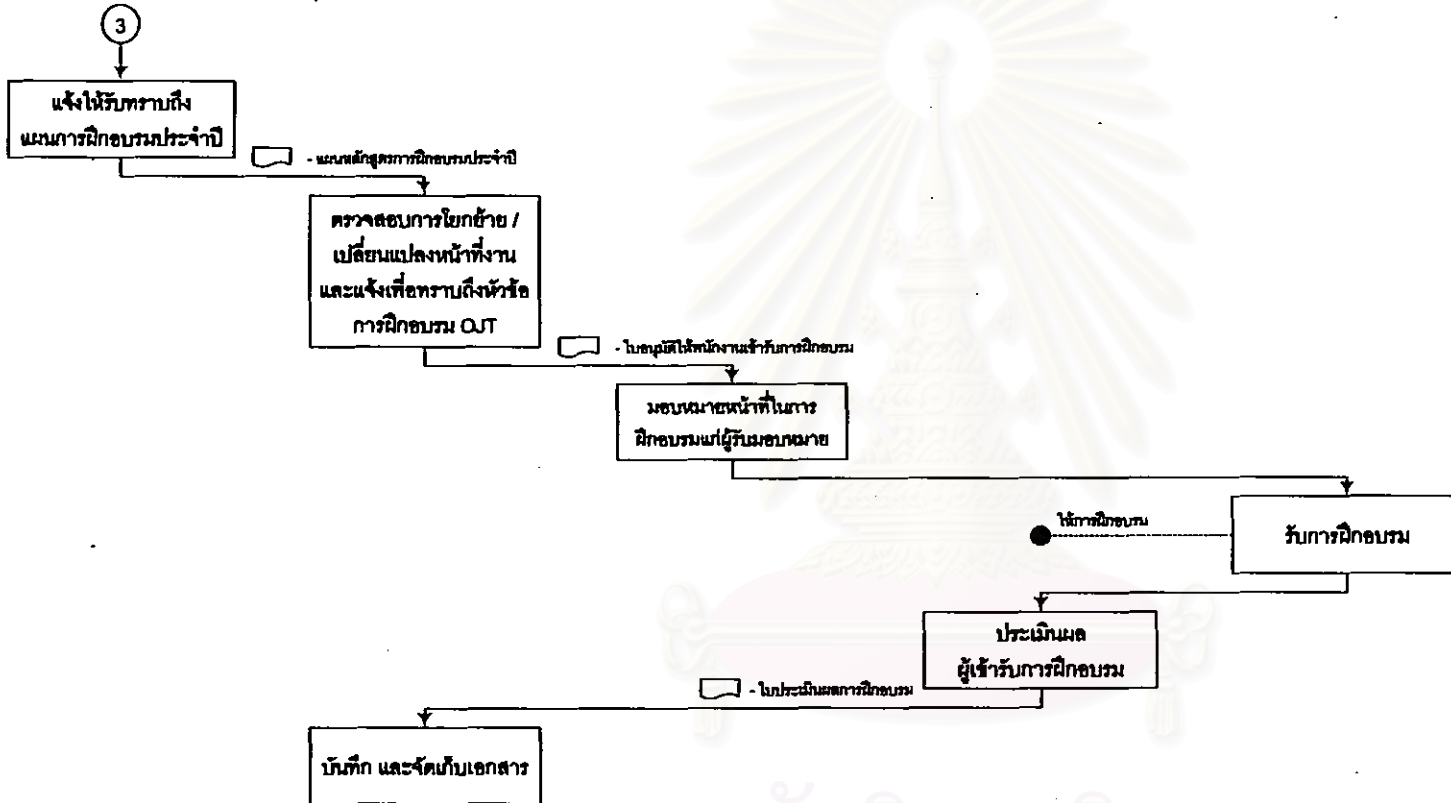 3
แจ้งให้รับทราบถึง
แผนการฝึกอบรมประจำปี
- แผนหลักสูตรการฝึกอบรมประจำปี
ตรวจสอบการโยกย้าย /
เปลี่ยนแปลงหน้าที่งาน
และแจ้งเพื่อทราบถึงหัวข้อ
การฝึกอบรม OJT
- ใบอนุมัติให้พนักงานเข้ารับการฝึกอบรม
มอบหมายหน้าที่ในการ
ฝึกอบรมแก่ผู้รับมอบหมาย
ให้การฝึกอบรม
รับการฝึกอบรม
ประเมินผล
ผู้เข้ารับการฝึกอบรม
- ใบประเมินผลการฝึกอบรม
บันทึก และจัดเก็บเอกสาร